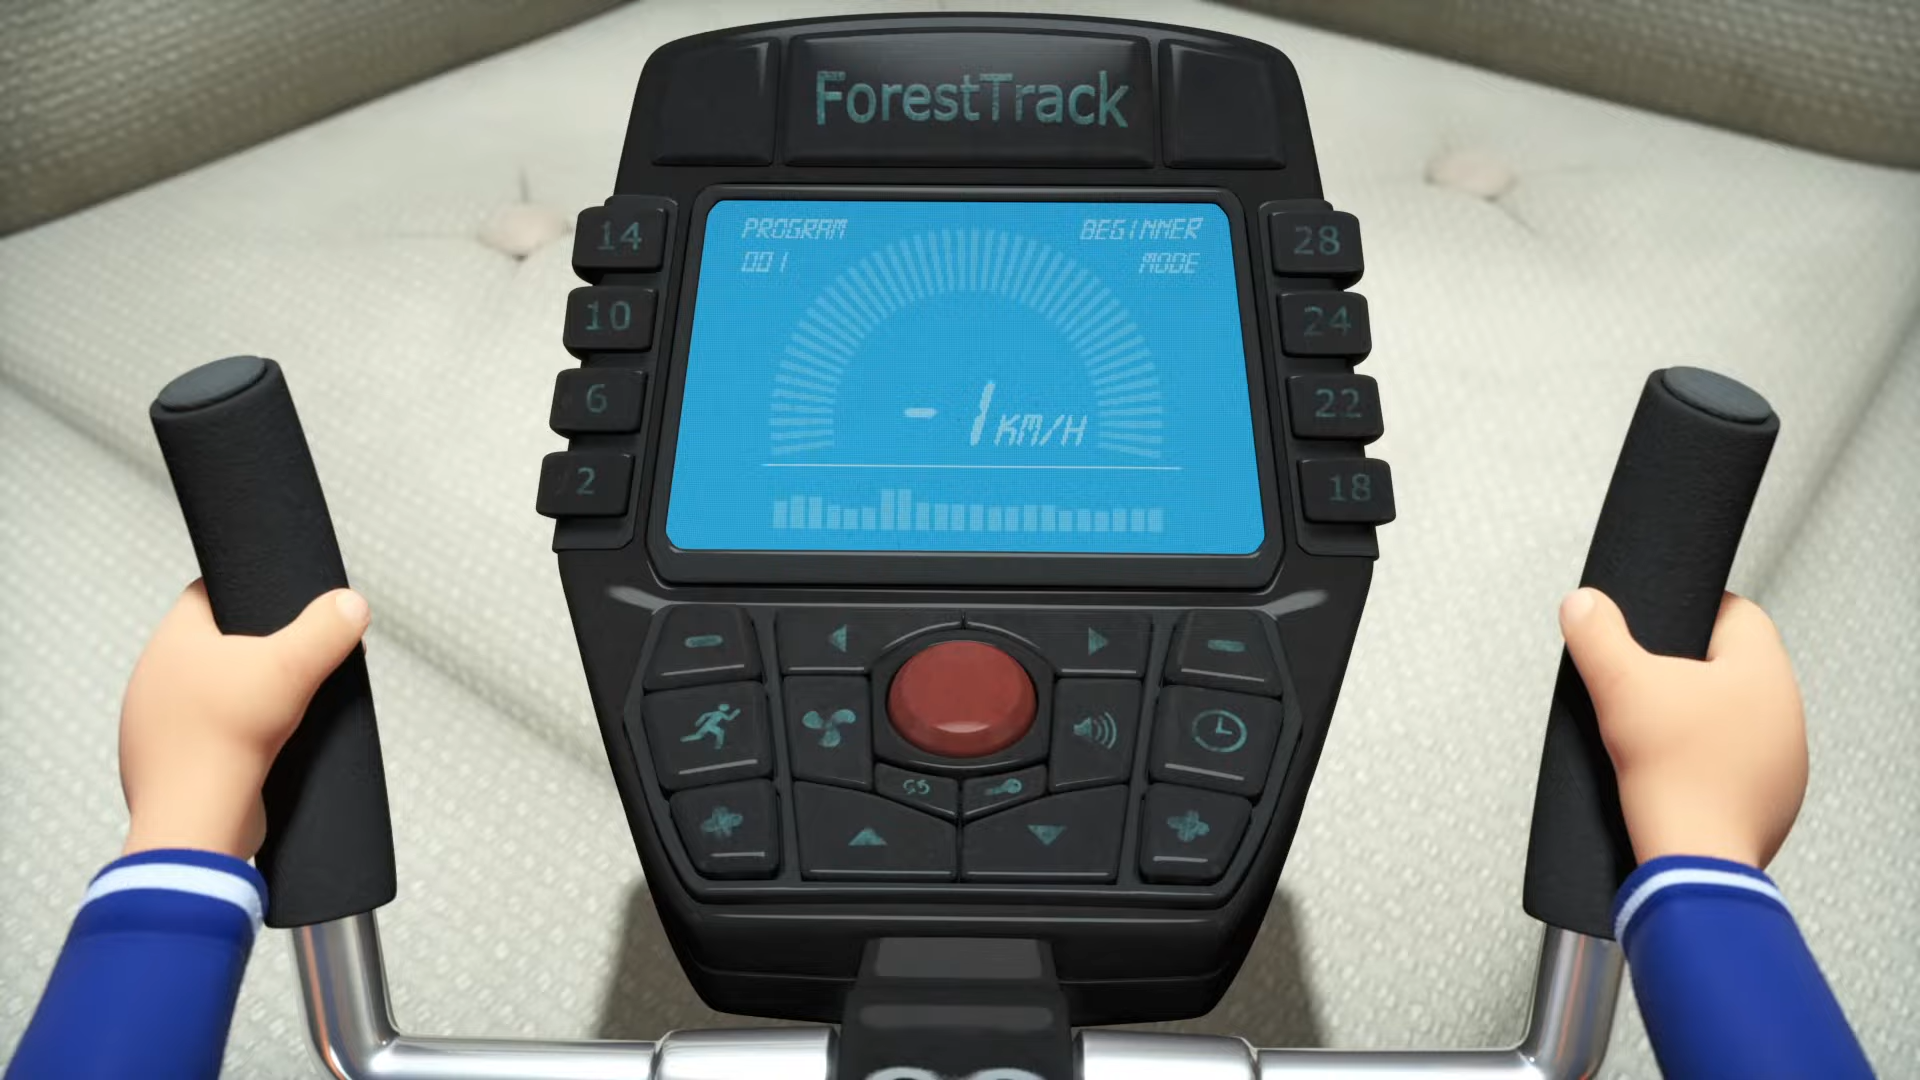 ForestTrack
PROGRAM
001
BEGINNER
MODE
14
10
6
2
28
24
22
18
-1 KM/H